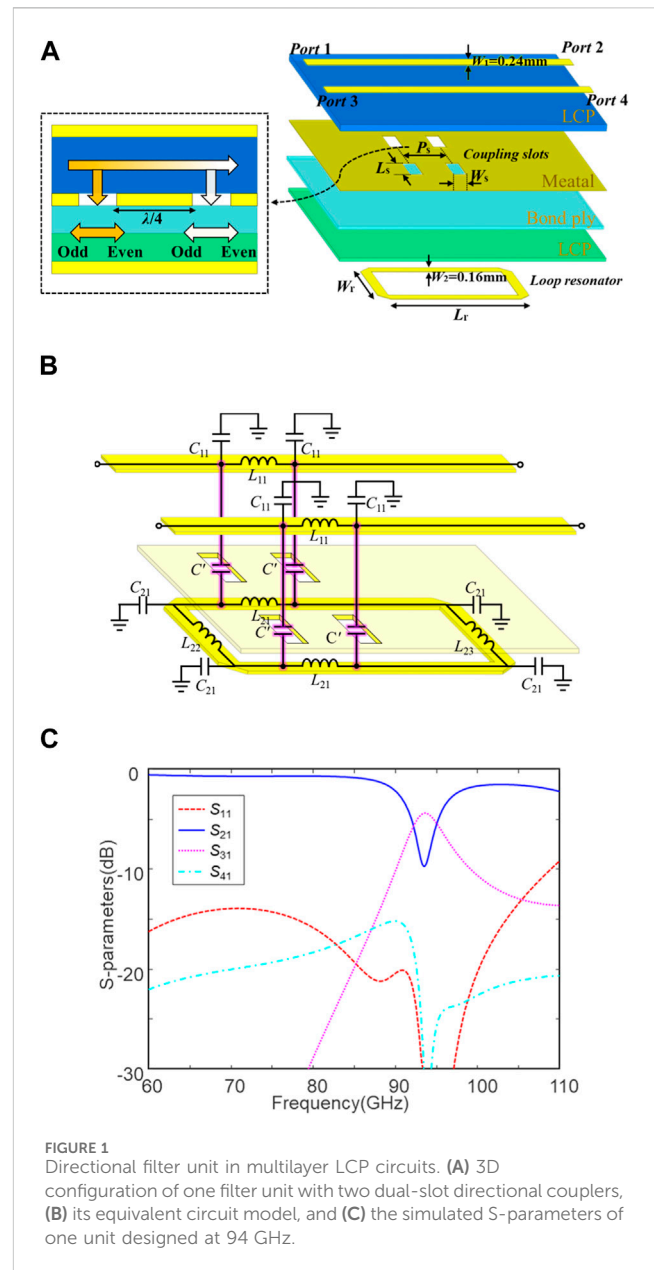 A
Port 1
Port 2
W1=0.24mm
Port 3
Port 4
LCP
Ps
Coupling slots
Ls
Ws
Meatal
λ/4
Bond ply
Odd Even Odd Even
LCP
W2=0.16mm
Loop resonator
Wr
Lr
B
C11
C11
L11
C11
C11
L11
C'
C'
C21
L21
C21
C'
C'
L22
L23
C21
L21
C21
C
0
-10
-20
-30
S-parameters(dB)
S11
S21
S31
S41
60 70 80 90 100 110
Frequency(GHz)
FIGURE 1
Directional filter unit in multilayer LCP circuits. (A) 3D
configuration of one filter unit with two dual-slot directional couplers,
(B) its equivalent circuit model, and (C) the simulated S-parameters of
one unit designed at 94 GHz.